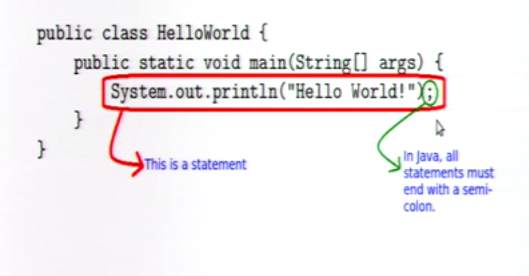 public class HelloWorld {
public static void main(String[] args) {
System.out.println("Hello World!");
}
}
This is a statement
In Java, all
statements must
end with a semi-
colon.